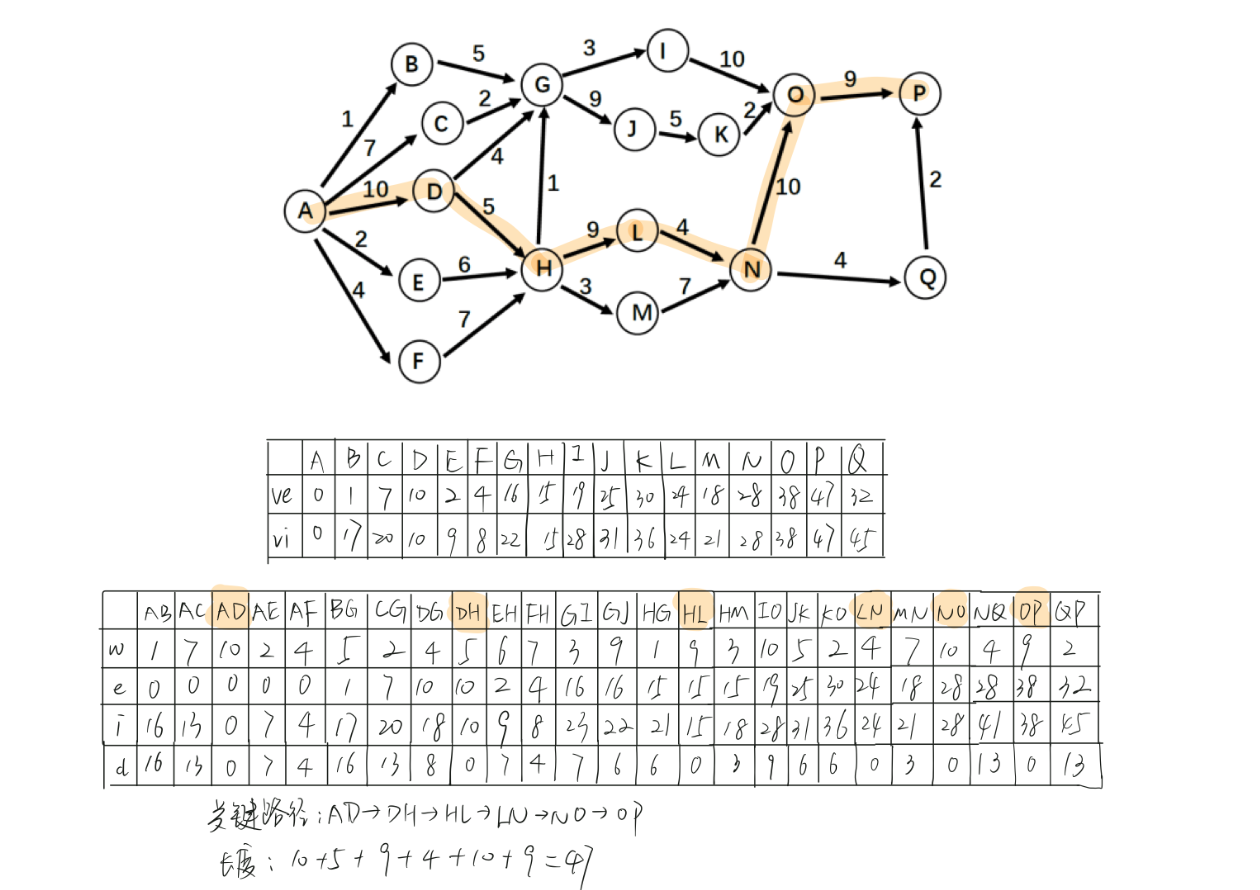 B 5 G 3 I 10
1 C 2 9 J 5 K 2 O 9 P
7 4
A 10 D 5 1 10 2
2 E 6 H 9 L 4 N 4 Q
4 3 M 7
F 7
A B C D E F G H I J K L M N O P Q
ve 0 1 7 10 2 4 16 15 19 25 30 24 18 28 38 47 32
vi 0 17 20 10 9 8 22 15 28 31 36 24 21 28 38 47 45
AB AC AD AE AF BG CG DG DH EH FH GI GJ HG HL HM IO JK KO LN MN NO NQ OP QP
w 1 7 10 2 4 5 2 4 5 6 7 3 9 1 9 3 10 5 2 4 7 10 4 9 2
e 0 0 0 0 0 1 7 10 10 2 4 16 16 15 15 15 19 25 30 24 18 28 28 38 32
i 16 13 0 7 4 17 20 18 10 9 8 23 22 21 15 18 28 31 36 24 21 28 41 38 45
d 16 13 0 7 4 16 13 8 0 7 4 7 6 6 0 3 9 6 6 0 3 0 13 0 13
关键路径:AD→DH→HL→LN→NO→OP
长度:10+5+9+4+10+9=47